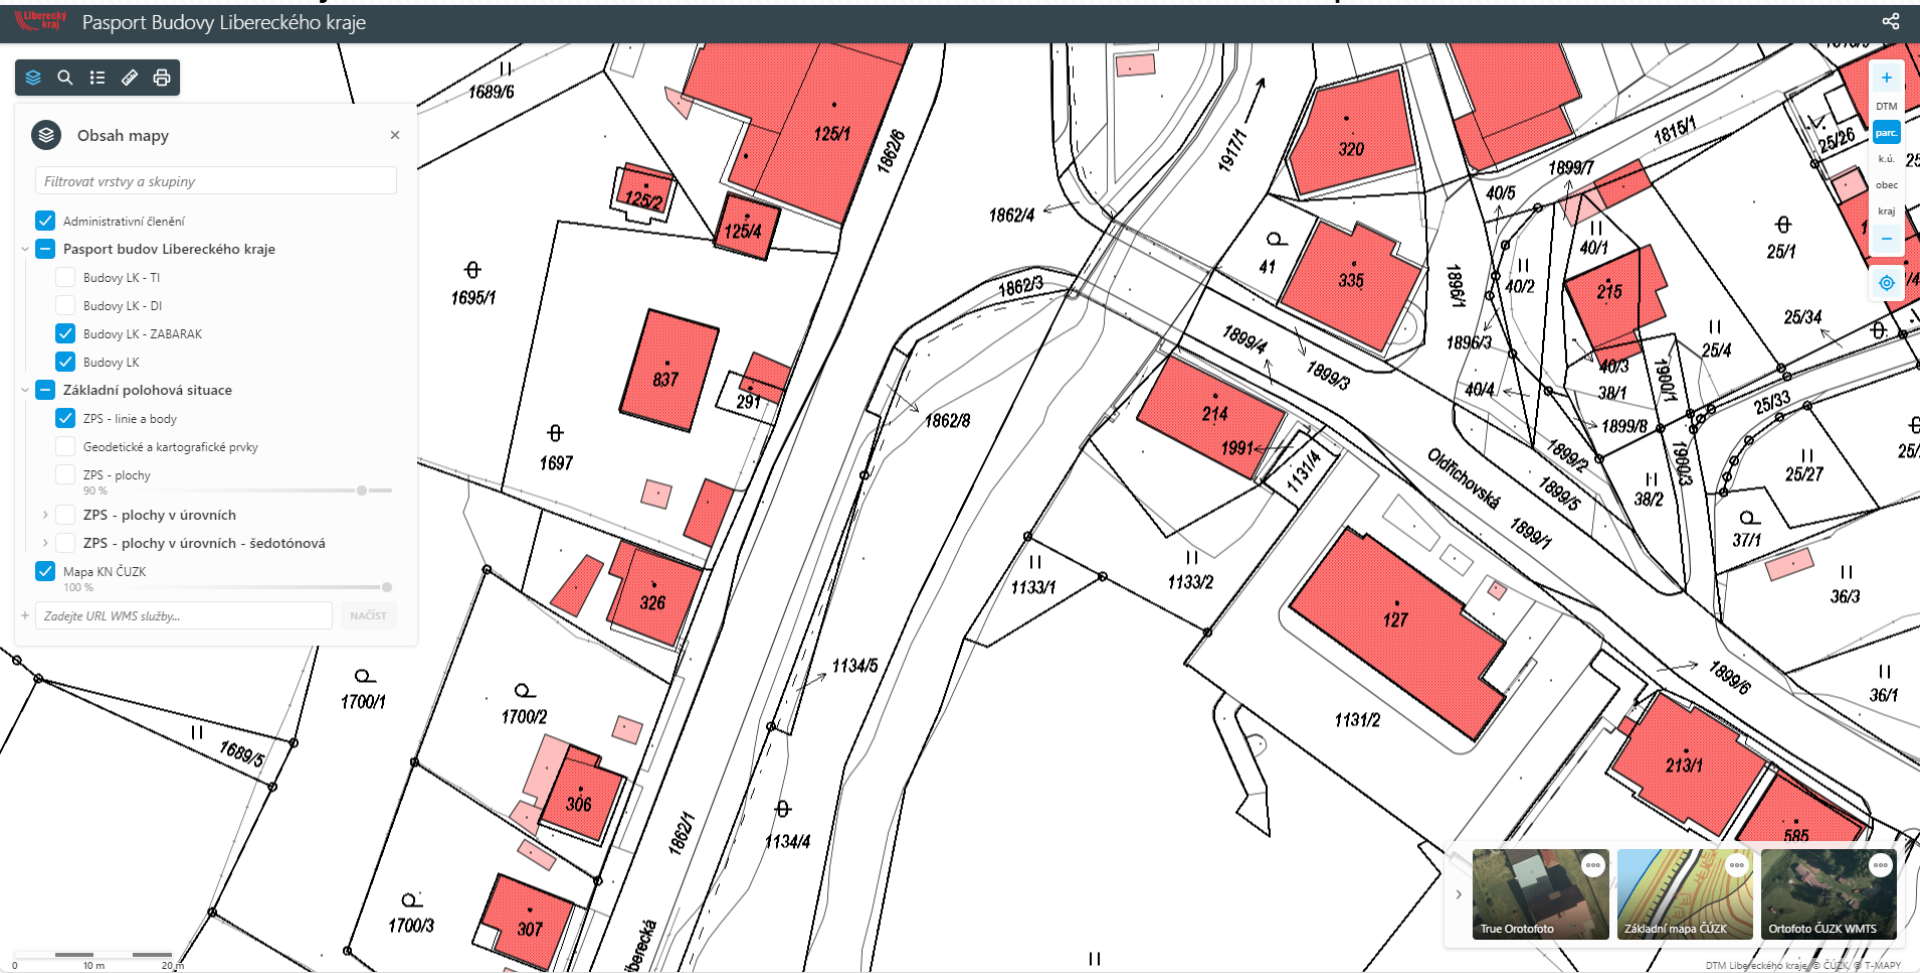 Liberecký kraj
Pasport Budovy Libereckého kraje
Obsah mapy
×
Filtrovat vrstvy a skupiny
Administrativní členění
Pasport budov Libereckého kraje
Budovy LK - TI
Budovy LK - DI
Budovy LK - ZABARAK
Budovy LK
Základní polohová situace
ZPS - linie a body
Geodetické a kartografické prvky
ZPS - plochy
90 %
ZPS - plochy v úrovních
ZPS - plochy v úrovních - šedotónová
Mapa KN ČUZK
100 %
+ Zadejte URL WMS služby... NAČÍST
+
DTM
parc.
k.ú.
obec
kraj
−
1689/6
125/1
1862/6
125/2
125/4
1695/1
837
291
1697
326
1700/1
1700/2
1689/5
306
307
1700/3
1862/1
1862/4
1862/3
1862/8
1134/5
1134/4
1917/1
320
41
335
1896/1
1896/3
1899/4
1899/3
214
1991
1131/4
Oldřichovská
1899/5
1899/1
1899/2
1133/1
1133/2
127
1131/2
213/1
585
1899/6
1815/1
1899/7
40/5
40/1
40/2
215
40/3
40/4
38/1
1899/8
38/2
1900/1
1900/3
25/1
25/26
25/34
25/4
25/33
25/27
37/1
36/3
36/1
True Orotofoto
Základní mapa ČÚZK
Ortofoto ČUZK WMTS
0 10 m 20 m
DTM Libereckého kraje, © ČÚZK, © T-MAPY